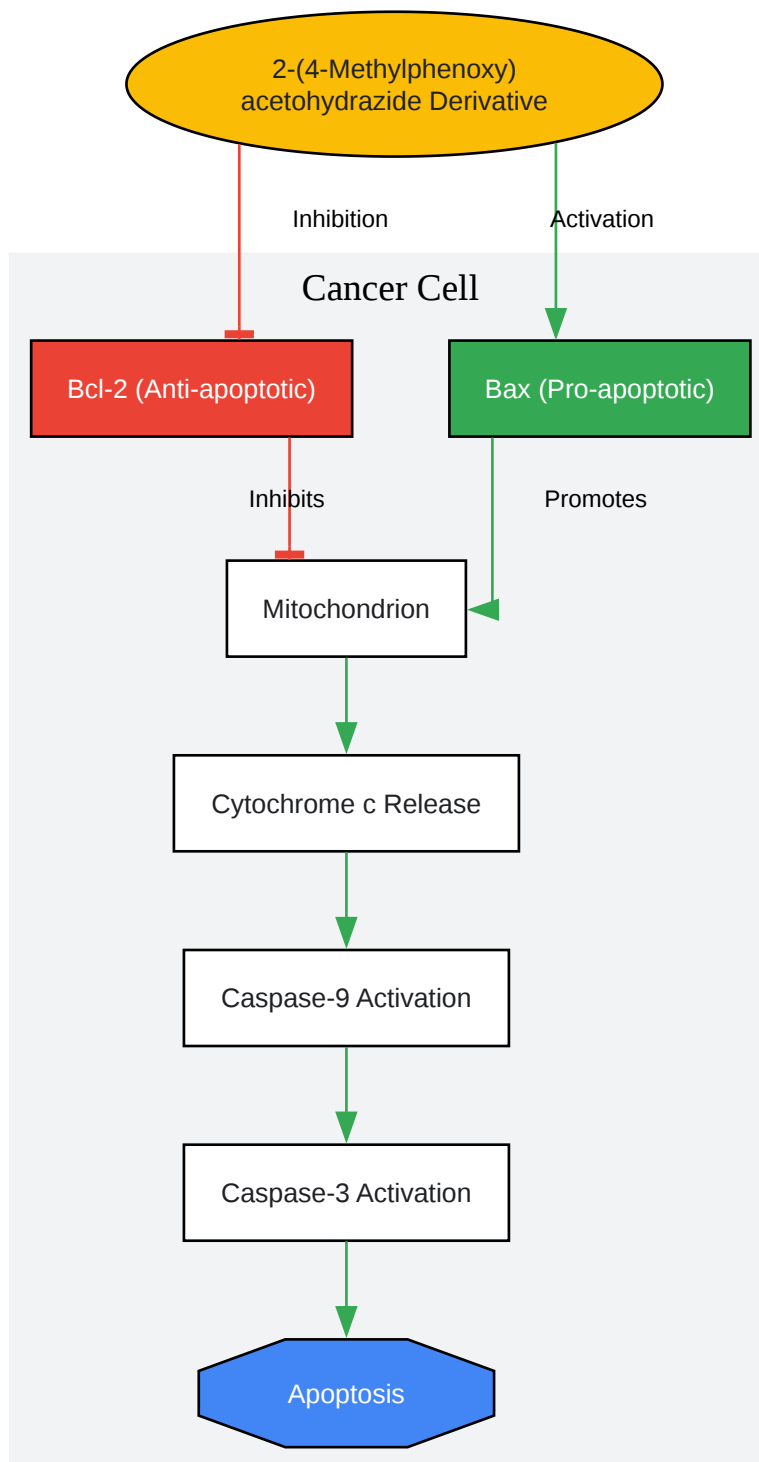 2-(4-Methylphenoxy)
acetohydrazide Derivative
Inhibition
Activation
Cancer Cell
Bcl-2 (Anti-apoptotic)
Bax (Pro-apoptotic)
Inhibits
Promotes
Mitochondrion
Cytochrome c Release
Caspase-9 Activation
Caspase-3 Activation
Apoptosis